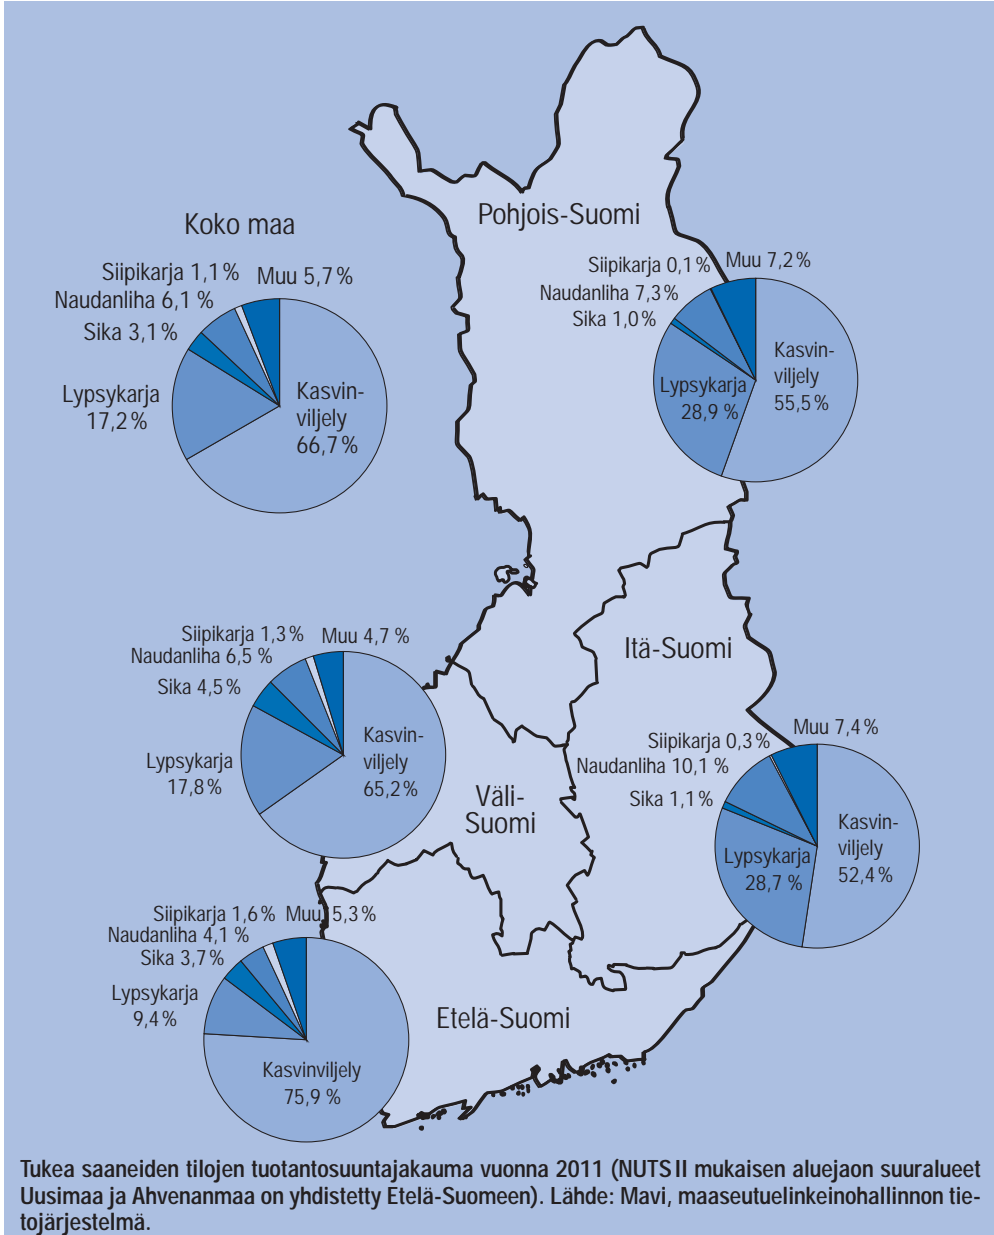 Koko maa
Siipikarja 1,1 %
Muu 5,7 %
Naudanliha 6,1 %
Sika 3,1 %
Lypsykarja
17,2 %
Kasvin-
viljely
66,7 %
Pohjois-Suomi
Siipikarja 0,1 %
Muu 7,2 %
Naudanliha 7,3 %
Sika 1,0 %
Lypsykarja
28,9 %
Kasvin-
viljely
55,5 %
Siipikarja 1,3 %
Muu 4,7 %
Naudanliha 6,5 %
Sika 4,5 %
Lypsykarja
17,8 %
Kasvin-
viljely
65,2 %
Väli-
Suomi
Itä-Suomi
Siipikarja 0,3 %
Muu 7,4 %
Naudanliha 10,1 %
Sika 1,1 %
Lypsykarja
28,7 %
Kasvin-
viljely
52,4 %
Siipikarja 1,6 %
Muu 5,3 %
Naudanliha 4,1 %
Sika 3,7 %
Lypsykarja
9,4 %
Kasvinviljely
75,9 %
Etelä-Suomi
Tukea saaneiden tilojen tuotantosuuntajakauma vuonna 2011 (NUTS II mukaisen aluejaon suuralueet
Uusimaa ja Ahvenanmaa on yhdistetty Etelä-Suomeen). Lähde: Mavi, maaseutuelinkeinohallinnon tie-
tojärjestelmä.